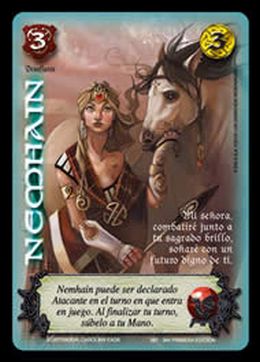 3
3
NEMHAIN
Mi señora,
combatiré junto a
tu sagrado brillo,
soñaré con un
futuro digno de ti.
Nemhain puede ser declarado
Atacante en el turno en que entra
en juego. Al finalizar tu turno,
súbelo a tu Mano.